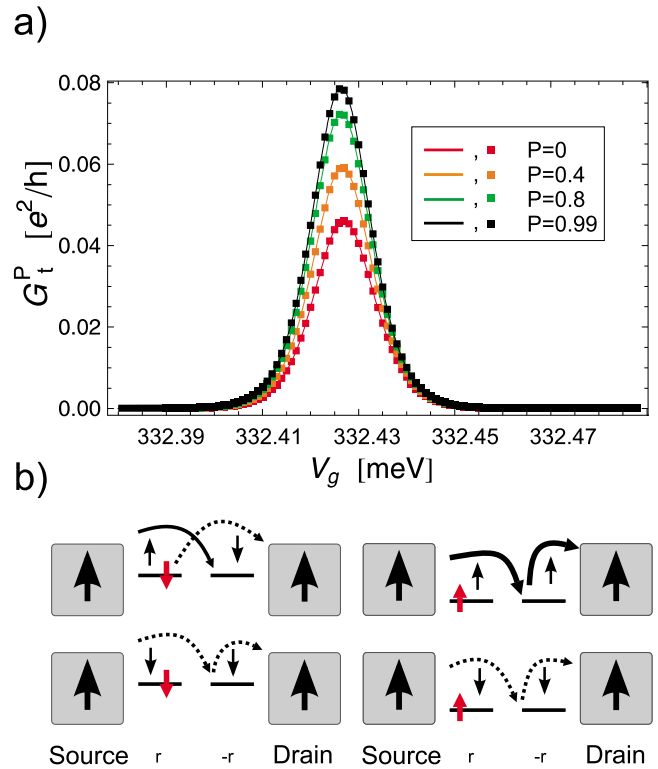 a)
0.08
0.06
0.04
0.02
0.00
G_t^P [e²/h]
, P=0
, P=0.4
, P=0.8
, P=0.99
332.39 332.41 332.43 332.45 332.47
V_g [meV]
b)
Source r -r Drain Source r -r Drain